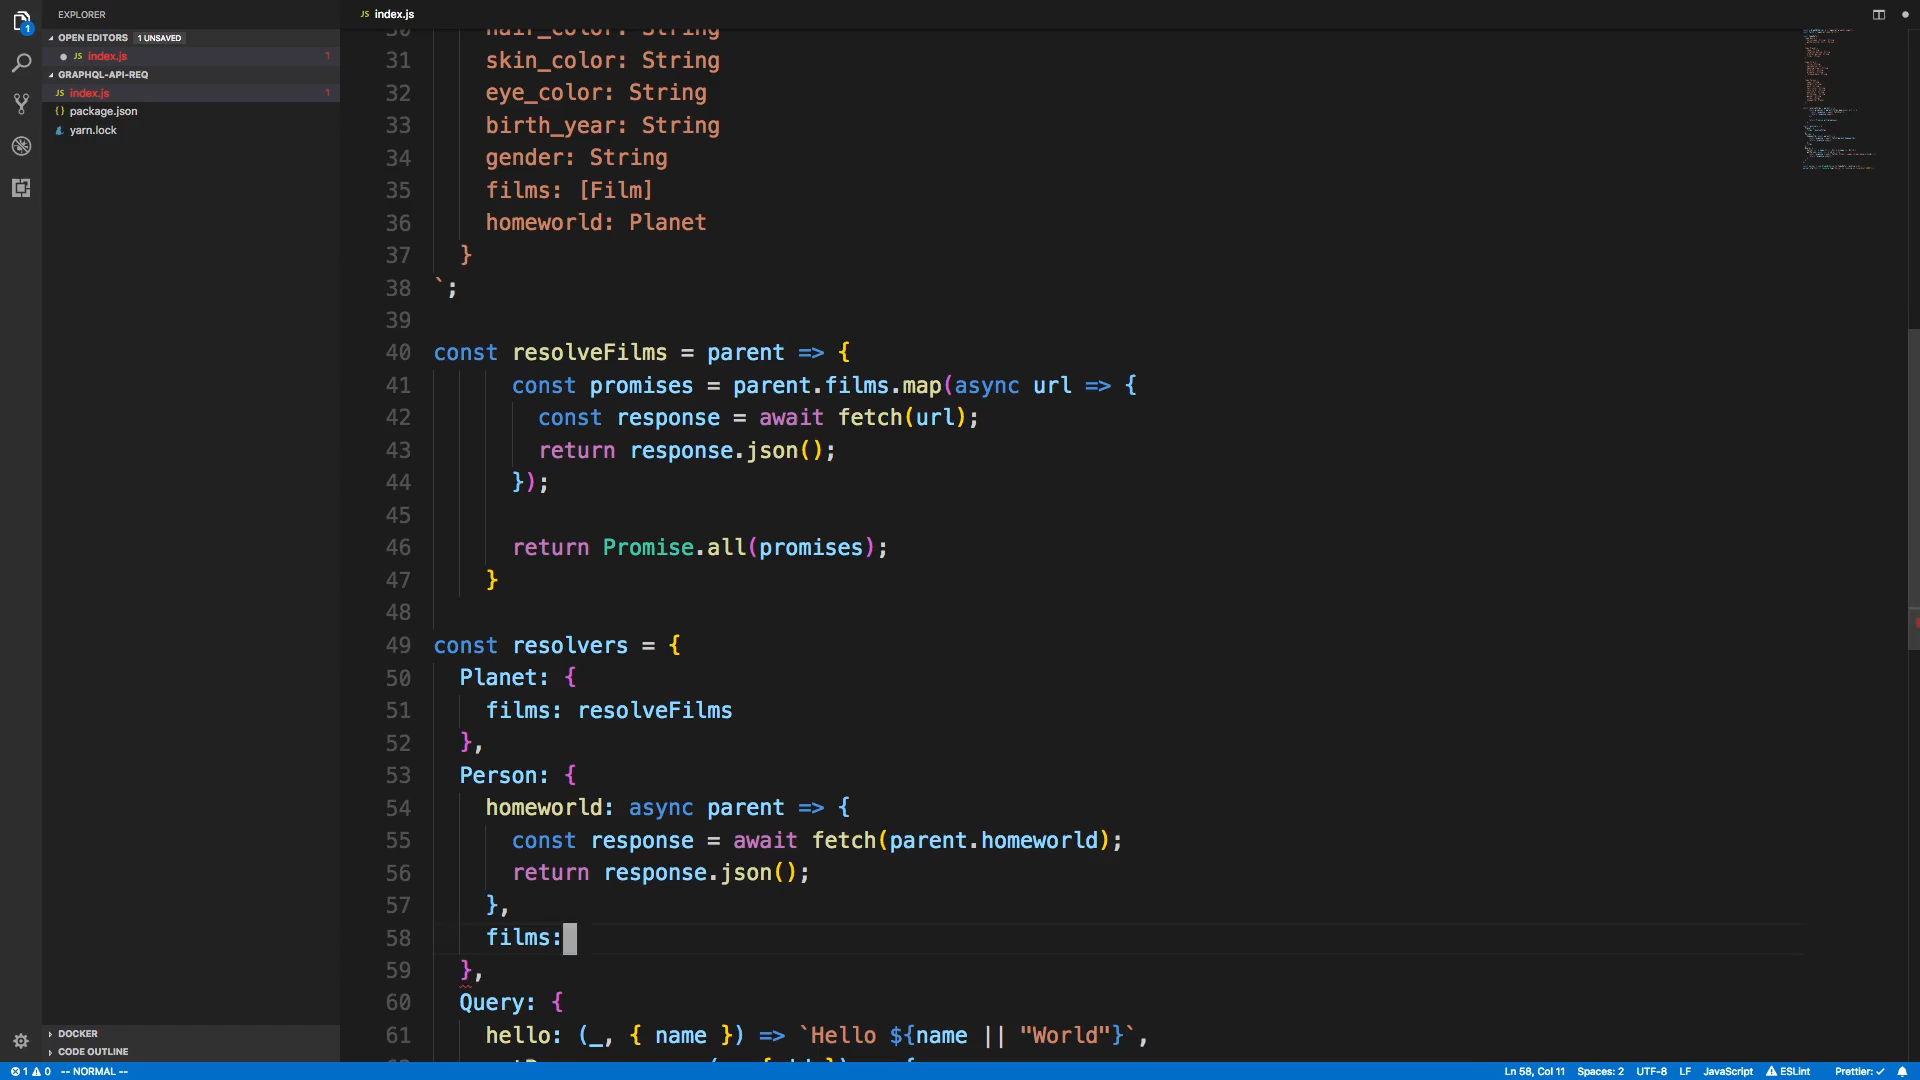 EXPLORER
OPEN EDITORS 1 UNSAVED
JS index.js 1
GRAPHQL-API-REQ
JS index.js 1
{} package.json
yarn.lock
DOCKER
CODE OUTLINE
JS index.js
30 hair_color: String
31 skin_color: String
32 eye_color: String
33 birth_year: String
34 gender: String
35 films: [Film]
36 homeworld: Planet
37 }
38 `;
39
40 const resolveFilms = parent => {
41 const promises = parent.films.map(async url => {
42 const response = await fetch(url);
43 return response.json();
44 });
45
46 return Promise.all(promises);
47 }
48
49 const resolvers = {
50 Planet: {
51 films: resolveFilms
52 },
53 Person: {
54 homeworld: async parent => {
55 const response = await fetch(parent.homeworld);
56 return response.json();
57 },
58 films:
59 },
60 Query: {
61 hello: (_, { name }) => `Hello ${name || "World"}`,
1 0 -- NORMAL --
Ln 58, Col 11 Spaces: 2 UTF-8 LF JavaScript ESLint Prettier: ✓